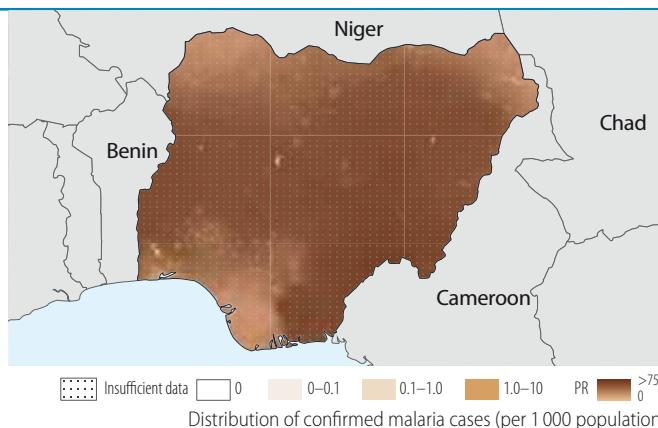 Niger
Chad
Benin
Cameroon
Insufficient data 0 0–0.1 0.1–1.0 1.0–10 PR >75
0
Distribution of confirmed malaria cases (per 1 000 population